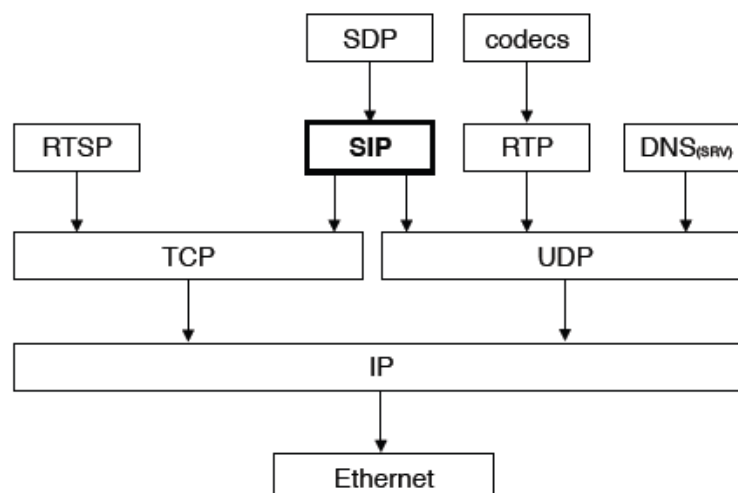 SDP
codecs
RTSP
SIP
RTP
DNS(SRV)
TCP
UDP
IP
Ethernet